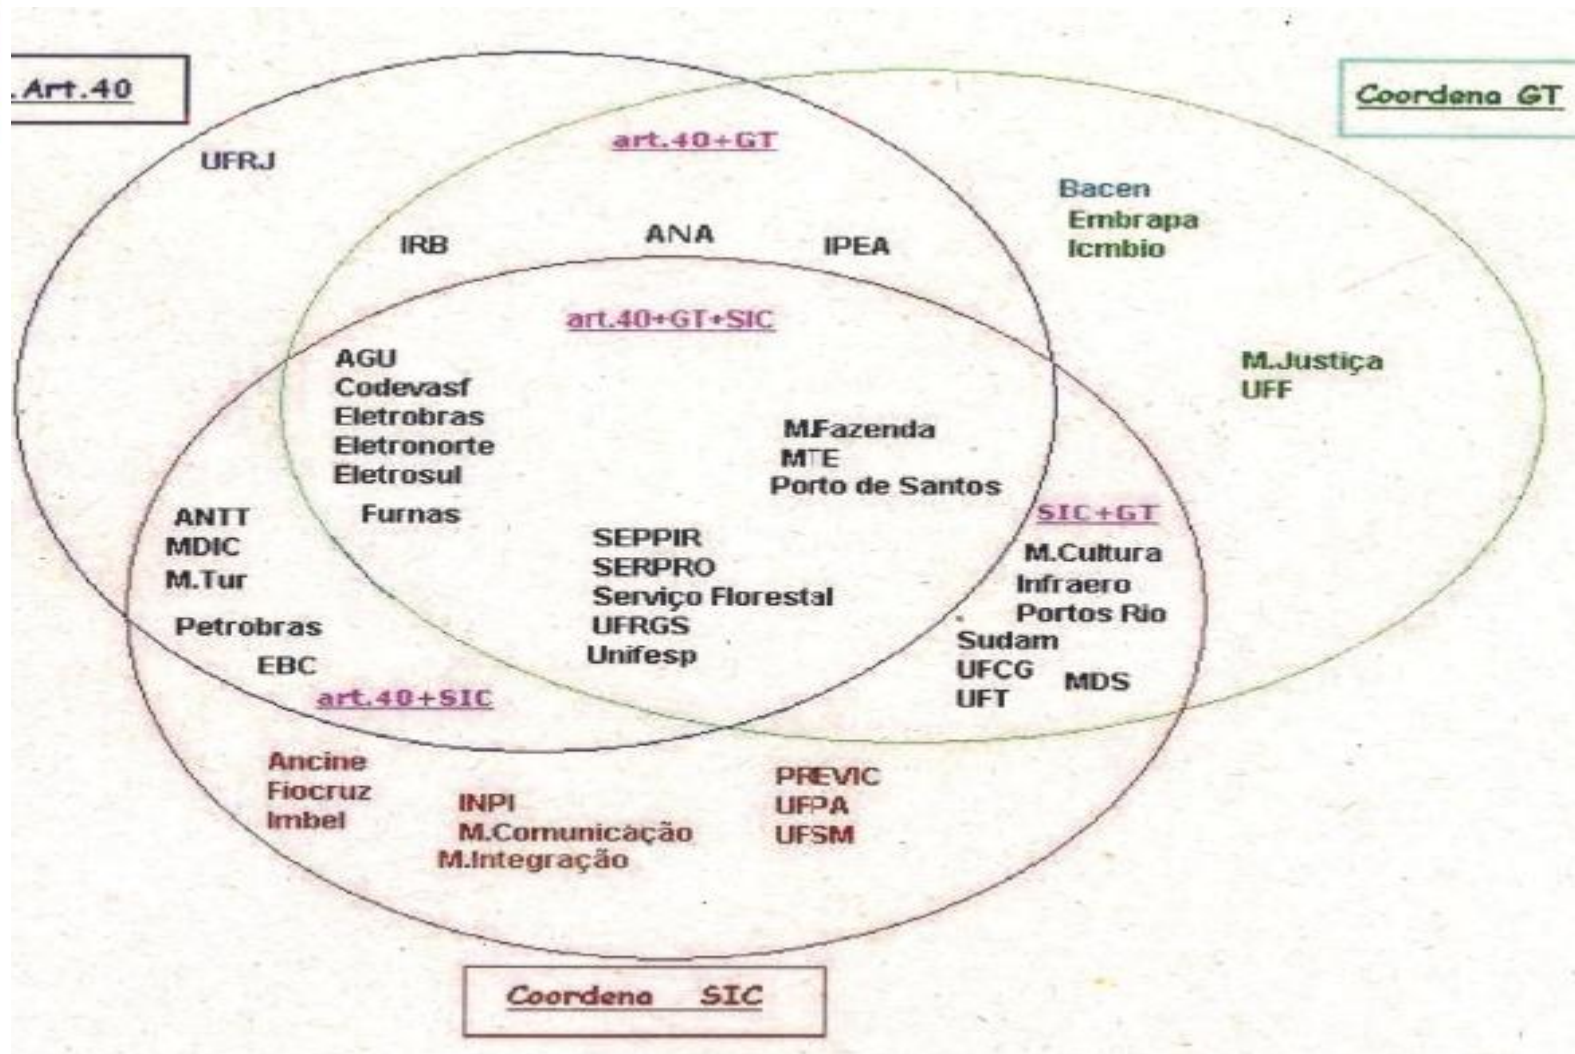 .Art.40
Coordena GT
art.40+GT
UFRJ
Bacen
Embrapa
Icmbio
IRB
ANA
IPEA
art.40+GT+SIC
AGU
Codevasf
Eletrobras
Eletronorte
Eletrosul
Furnas
M.Justiça
UFF
M.Fazenda
MTE
Porto de Santos
ANTT
MDIC
M.Tur
Petrobras
EBC
art.40+SIC
SEPPIR
SERPRO
Serviço Florestal
UFRGS
Unifesp
SIC+GT
M.Cultura
Infraero
Portos Rio
Sudam
UFCG
UFT
MDS
Ancine
Fiocruz
Imbel
INPI
M.Comunicação
M.Integração
PREVIC
UFPA
UFSM
Coordena SIC